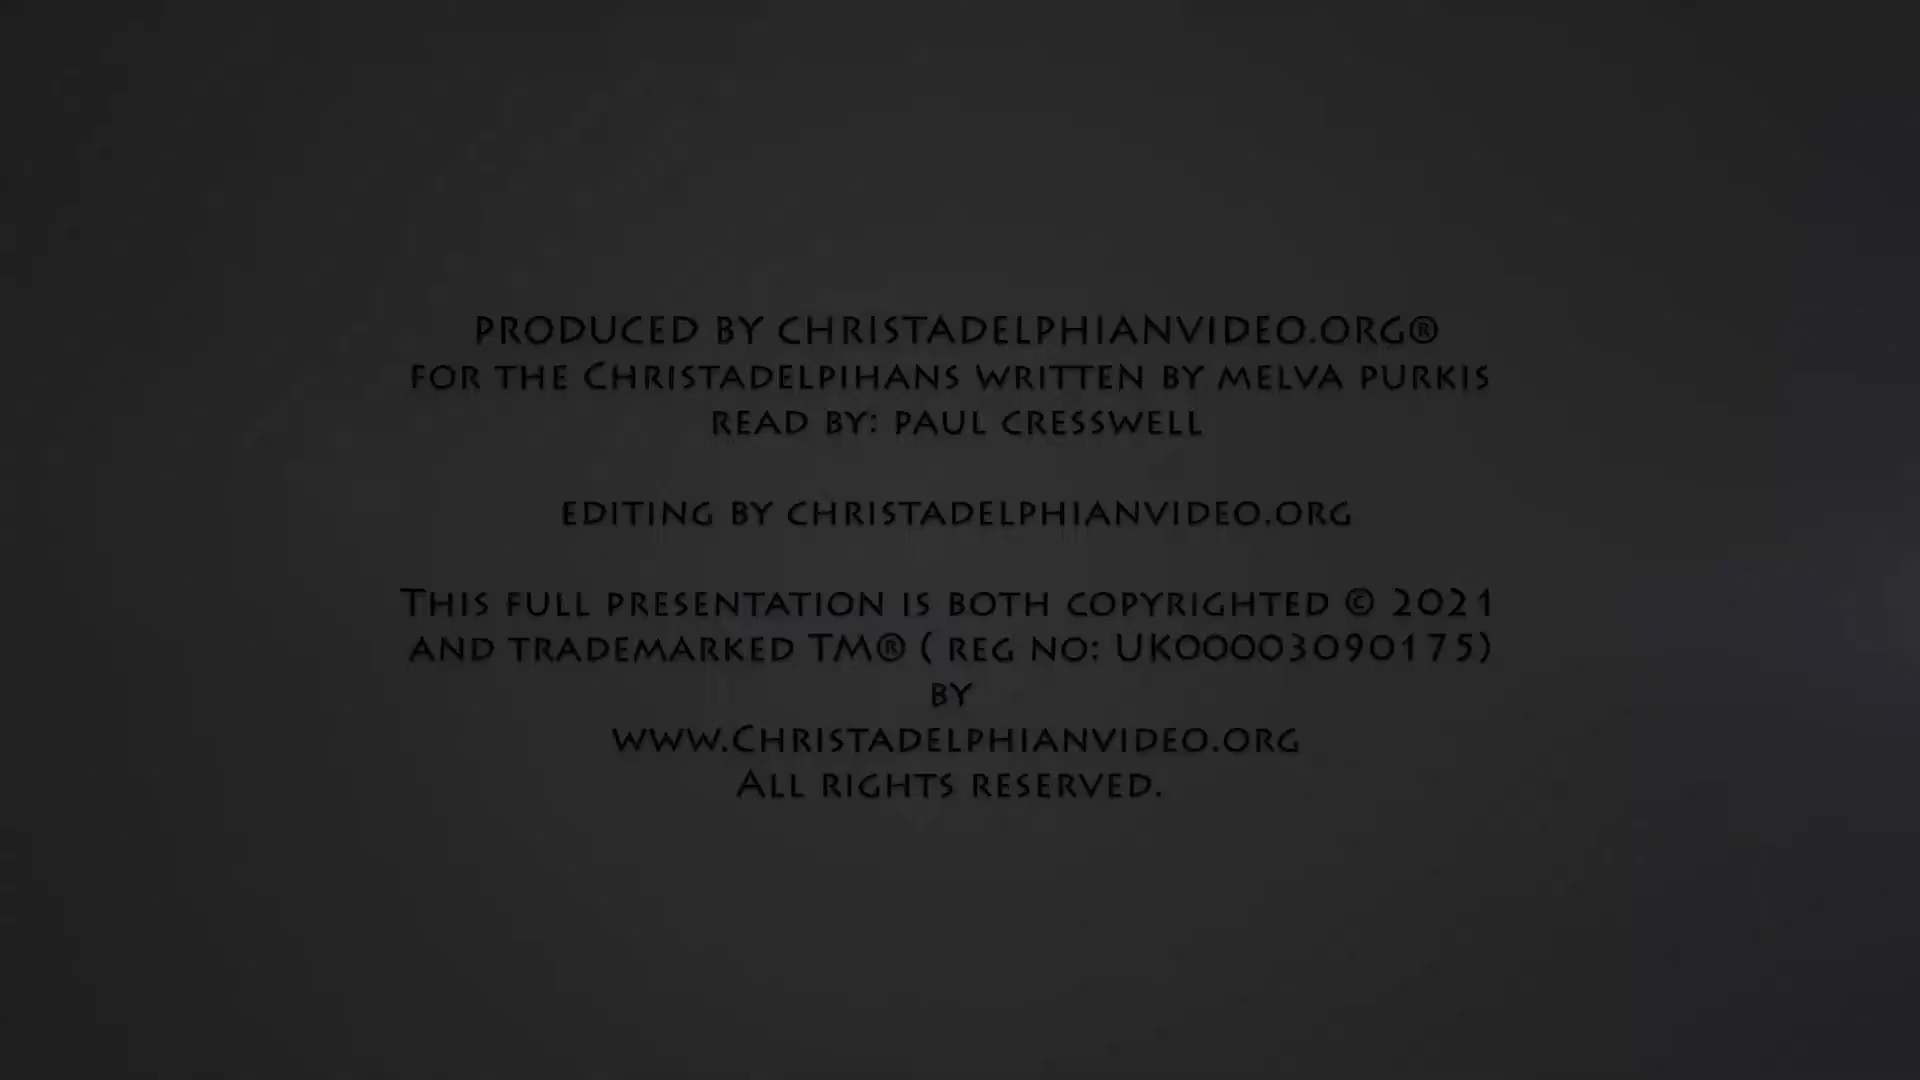 PRODUCED BY CHRISTADELPHIANVIDEO.ORG®
FOR THE CHRISTADELPIHANS WRITTEN BY MELVA PURKIS
READ BY: PAUL CRESSWELL
EDITING BY CHRISTADELPHIANVIDEO.ORG
THIS FULL PRESENTATION IS BOTH COPYRIGHTED © 2021
AND TRADEMARKED TM® ( REG NO: UK00003090175)
BY
WWW.CHRISTADELPHIANVIDEO.ORG
ALL RIGHTS RESERVED.